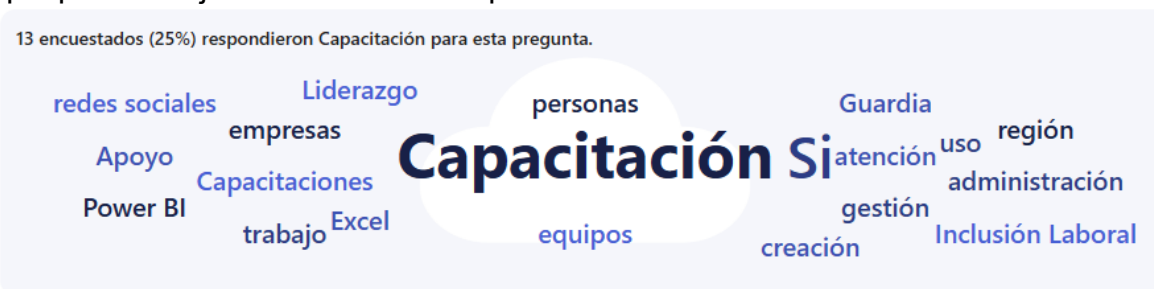 13 encuestados (25%) respondieron Capacitación para esta pregunta.
redes sociales
Liderazgo
personas
Guardia
empresas
Capacitación
Si
Apoyo
atención
uso
región
Capacitaciones
administración
Power BI
trabajo
Excel
equipos
gestión
creación
Inclusión Laboral